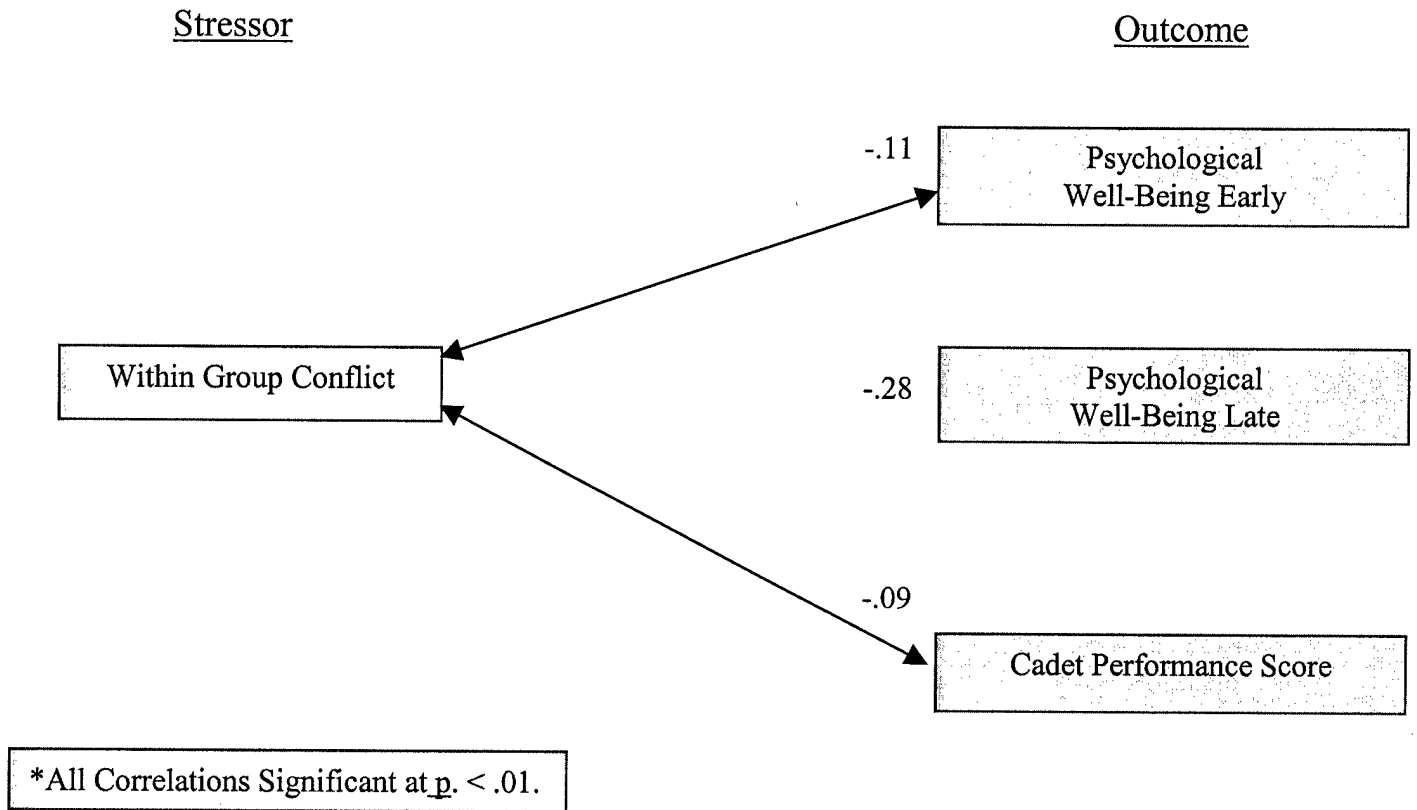 Stressor
Outcome
-.11
Psychological
Well-Being Early
Within Group Conflict
-.28
Psychological
Well-Being Late
-.09
Cadet Performance Score
*All Correlations Significant at p. < .01.